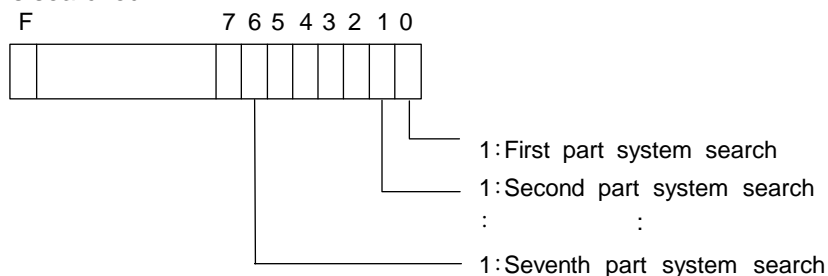 F 7 6 5 4 3 2 1 0
1:First part system search
1:Second part system search
: :
1:Seventh part system search